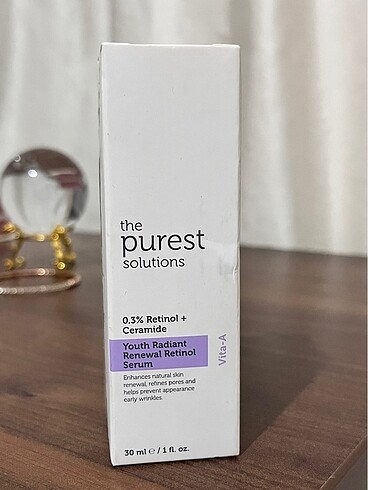 the
purest
solutions
0.3% Retinol +
Ceramide
Youth Radiant
Renewal Retinol
Serum
Vita-A
Enhances natural skin
renewal, refines pores and
helps prevent appearance
early wrinkles.
30 ml ℮ / 1 fl. oz.